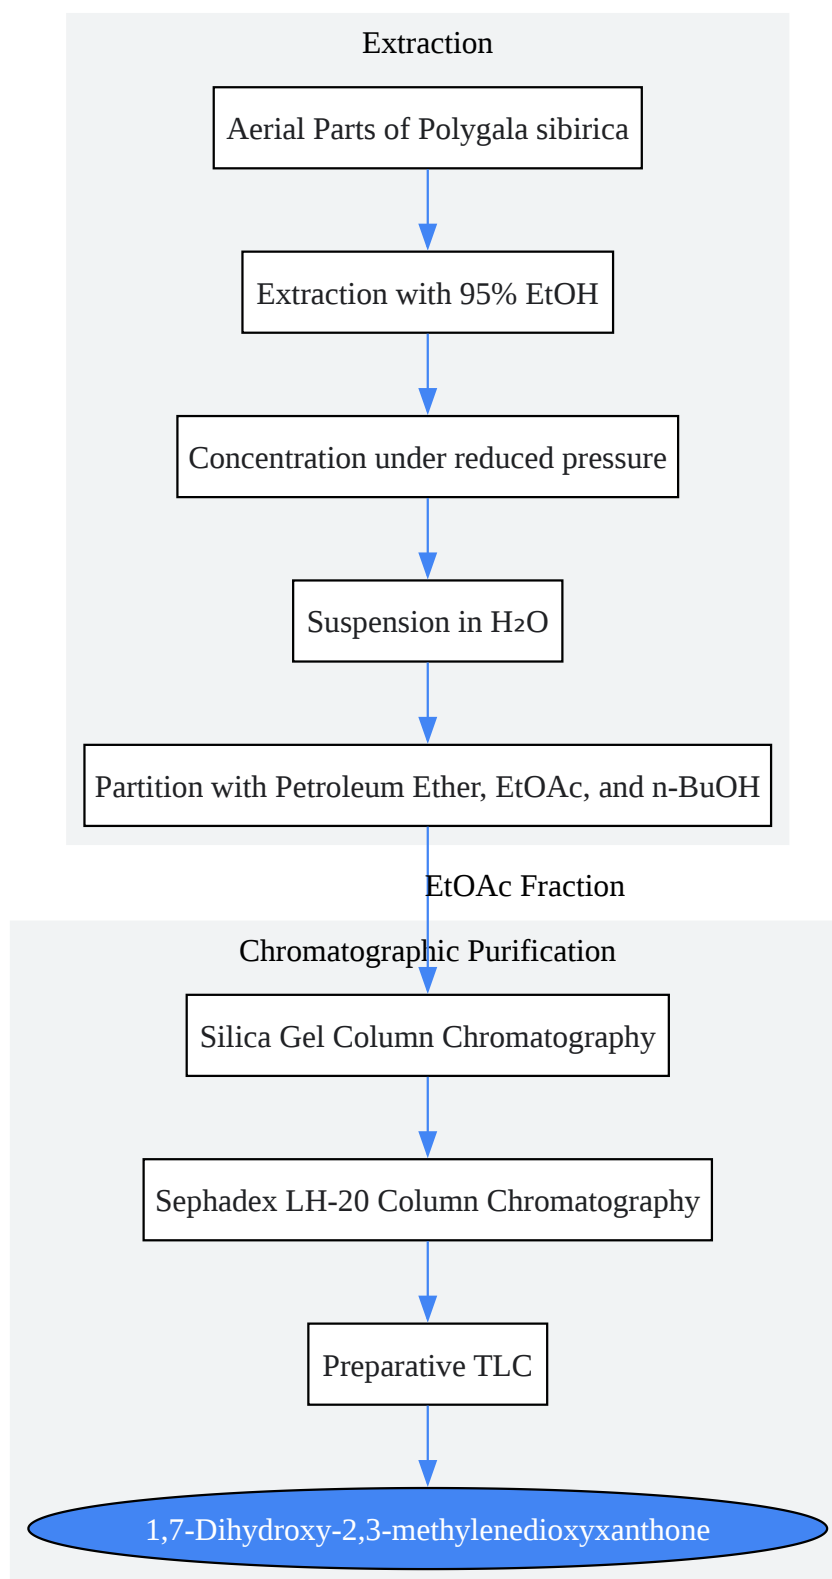 Extraction
Aerial Parts of Polygala sibirica
Extraction with 95% EtOH
Concentration under reduced pressure
Suspension in H₂O
Partition with Petroleum Ether, EtOAc, and n-BuOH
EtOAc Fraction
Chromatographic Purification
Silica Gel Column Chromatography
Sephadex LH-20 Column Chromatography
Preparative TLC
1,7-Dihydroxy-2,3-methylenedioxyxanthone